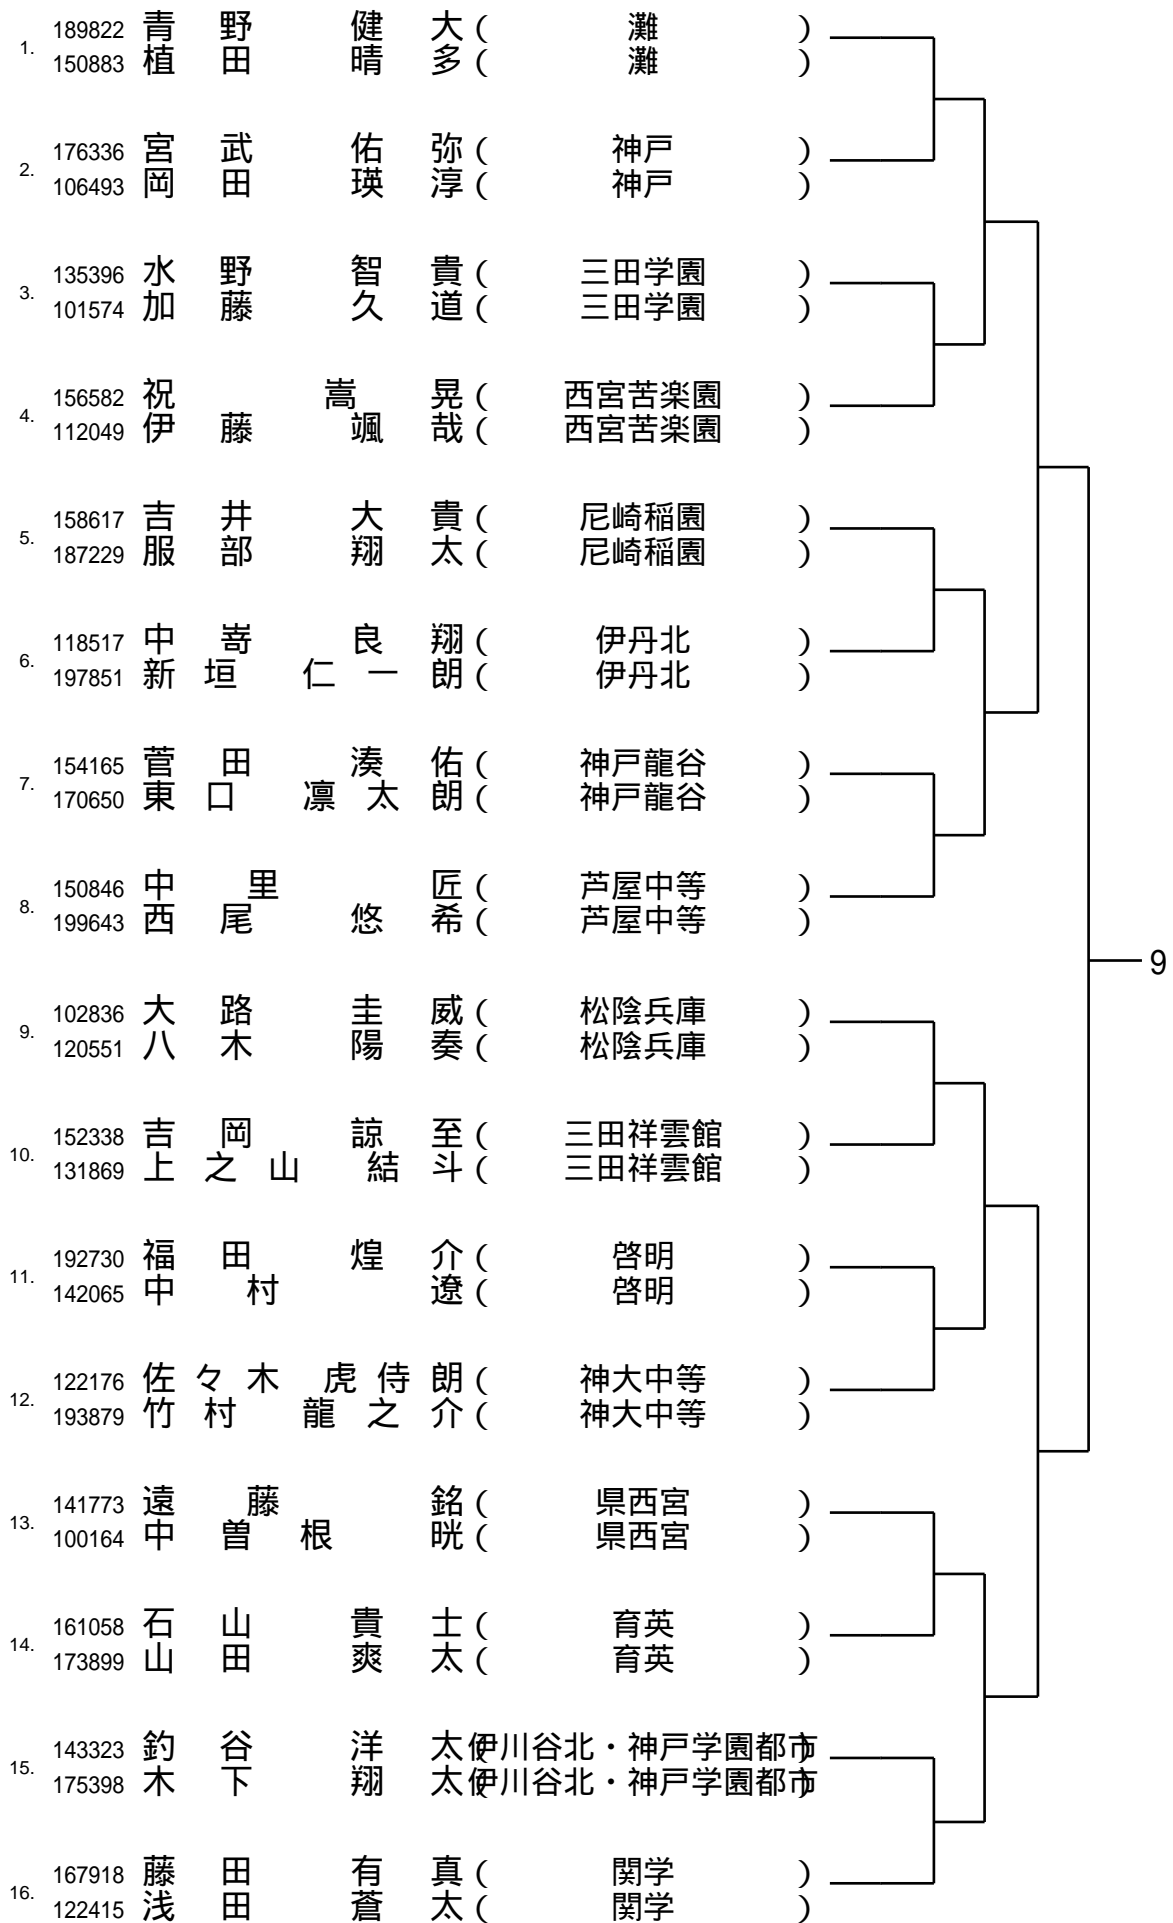 1. 189822 青野 健大 ( 灘 )
150883 植田 晴多 ( 灘 )
2. 176336 宮武 佑弥 ( 神戸 )
106493 岡田 瑛淳 ( 神戸 )
3. 135396 水野 智貴 ( 三田学園 )
101574 加藤 久道 ( 三田学園 )
4. 156582 祝 嵩晃 ( 西宮苦楽園 )
112049 伊藤 颯哉 ( 西宮苦楽園 )
5. 158617 吉井 大貴 ( 尼崎稲園 )
187229 服部 翔太 ( 尼崎稲園 )
6. 118517 中嵜 良翔 ( 伊丹北 )
197851 新垣 仁一朗 ( 伊丹北 )
7. 154165 菅田 湊佑 ( 神戸龍谷 )
170650 東口 凛太朗 ( 神戸龍谷 )
8. 150846 中里 匠 ( 芦屋中等 )
199643 西尾 悠希 ( 芦屋中等 )
9
9. 102836 大路 圭威 ( 松陰兵庫 )
120551 八木 陽奏 ( 松陰兵庫 )
10. 152338 吉岡 諒至 ( 三田祥雲館 )
131869 上之山 結斗 ( 三田祥雲館 )
11. 192730 福田 煌介 ( 啓明 )
142065 中村 遼 ( 啓明 )
12. 122176 佐々木 虎侍朗 ( 神大中等 )
193879 竹村 龍之介 ( 神大中等 )
13. 141773 遠藤 銘 ( 県西宮 )
100164 中曽根 晄 ( 県西宮 )
14. 161058 石山 貴士 ( 育英 )
173899 山田 爽太 ( 育英 )
15. 143323 釣谷 洋太 ( 伊川谷北・神戸学園都市 )
175398 木下 翔太 ( 伊川谷北・神戸学園都市 )
16. 167918 藤田 有真 ( 関学 )
122415 浅田 蒼太 ( 関学 )